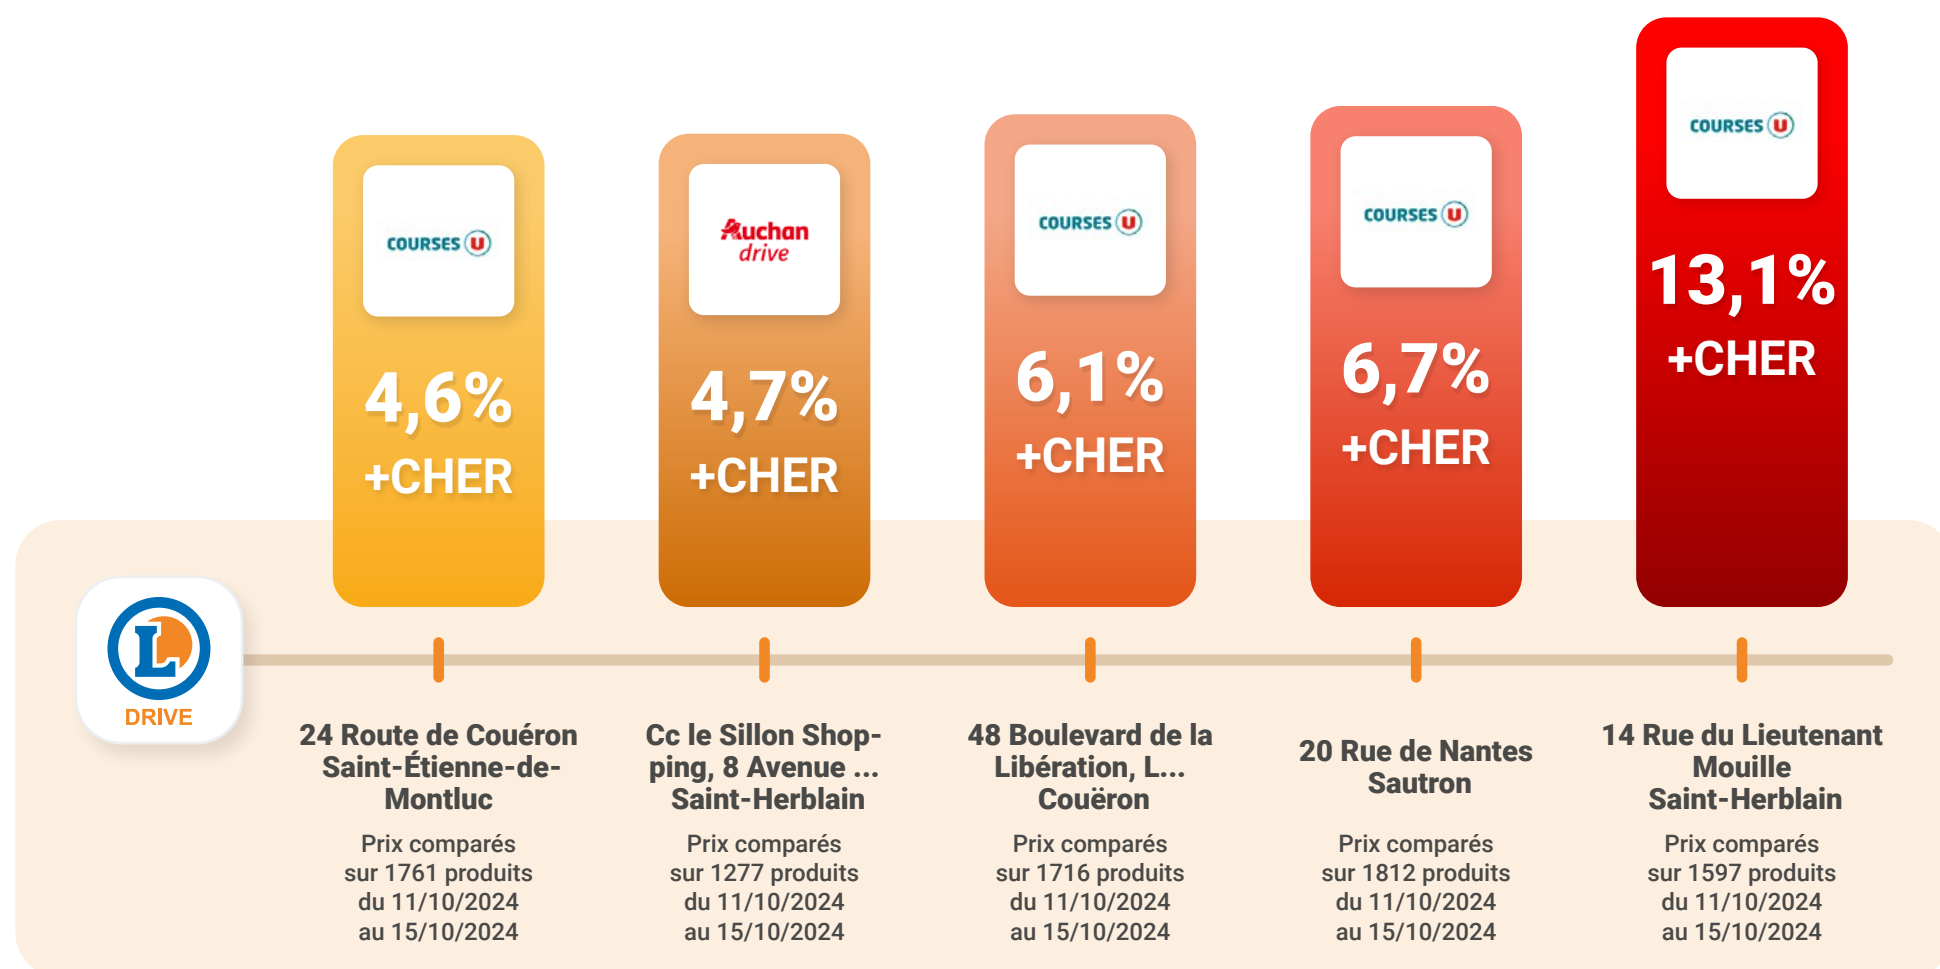 COURSES U
4,6%
+CHER
Auchan
drive
4,7%
+CHER
COURSES U
6,1%
+CHER
COURSES U
6,7%
+CHER
COURSES U
13,1%
+CHER
L
DRIVE
24 Route de Couéron
Saint-Étienne-de-
Montluc
Prix comparés
sur 1761 produits
du 11/10/2024
au 15/10/2024
Cc le Sillon Shop-
ping, 8 Avenue ...
Saint-Herblain
Prix comparés
sur 1277 produits
du 11/10/2024
au 15/10/2024
48 Boulevard de la
Libération, L...
Couëron
Prix comparés
sur 1716 produits
du 11/10/2024
au 15/10/2024
20 Rue de Nantes
Sautron
Prix comparés
sur 1812 produits
du 11/10/2024
au 15/10/2024
14 Rue du Lieutenant
Mouille
Saint-Herblain
Prix comparés
sur 1597 produits
du 11/10/2024
au 15/10/2024